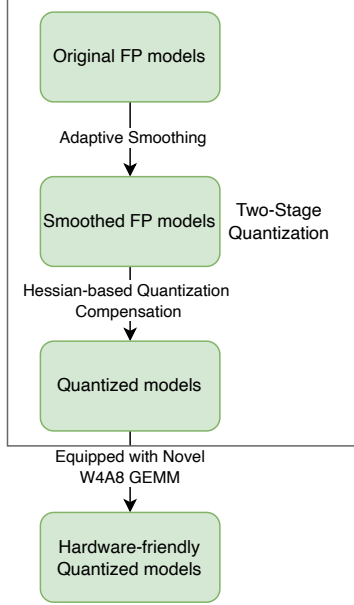 Original FP models
Adaptive Smoothing
Smoothed FP models
Two-Stage
Quantization
Hessian-based Quantization
Compensation
Quantized models
Equipped with Novel
W4A8 GEMM
Hardware-friendly
Quantized models